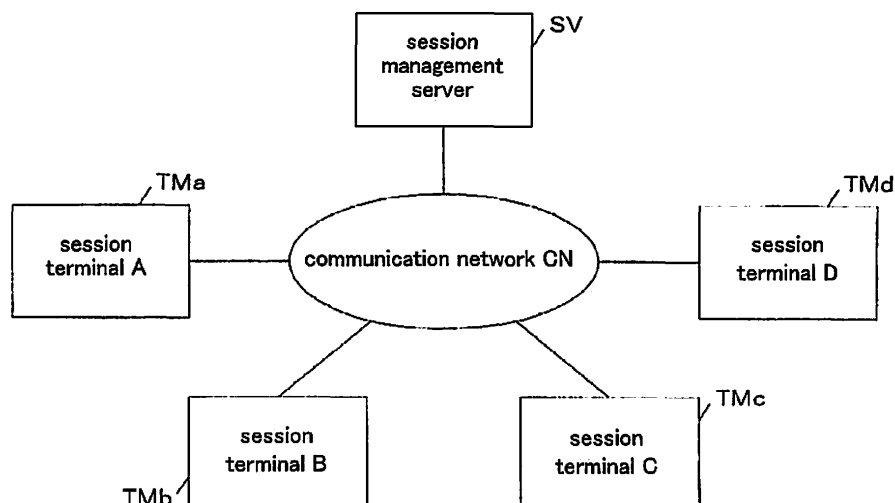 SV
session
management
server
TMa
session
terminal A
communication network CN
TMd
session
terminal D
session
terminal B
TMb
TMc
session
terminal C